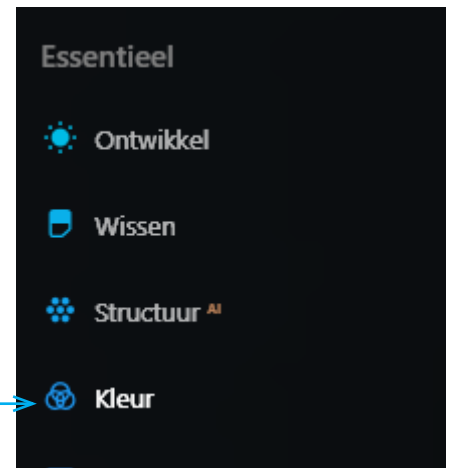 Essentieel
Ontwikkel
Wissen
Structuur AI
Kleur